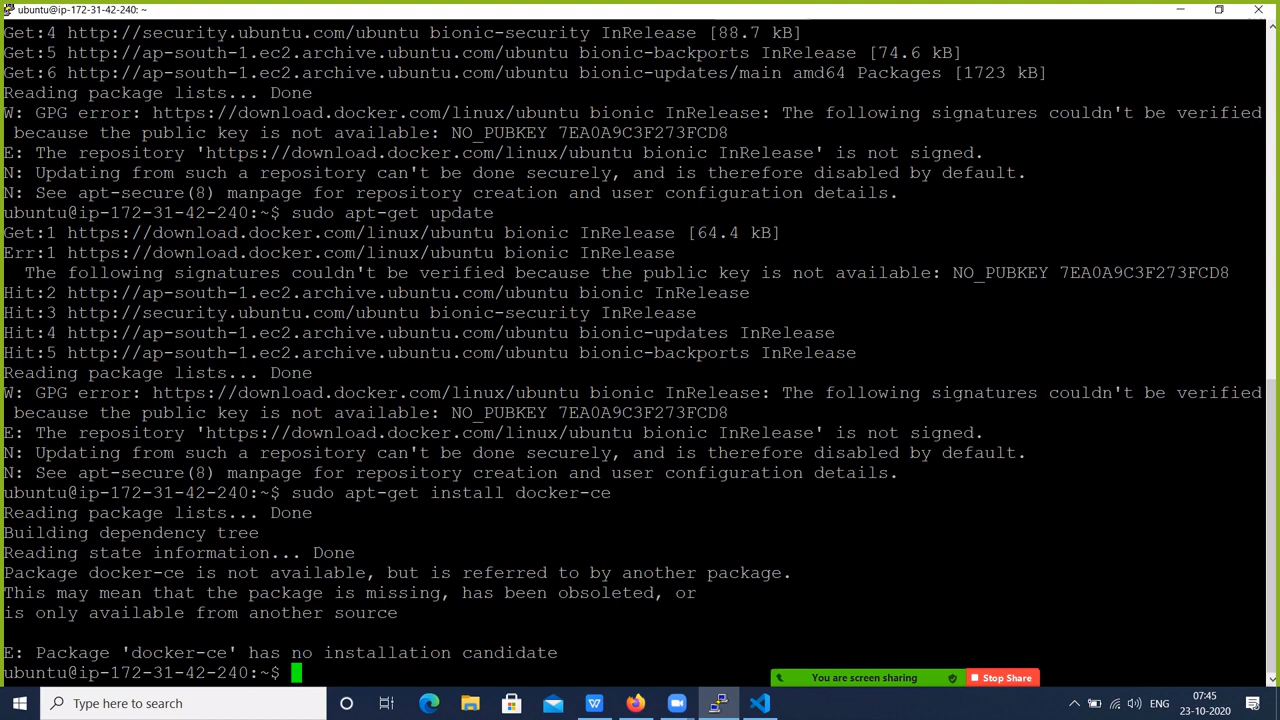 ubuntu@ip-172-31-42-240: ~
Get:4 http://security.ubuntu.com/ubuntu bionic-security InRelease [88.7 kB]
Get:5 http://ap-south-1.ec2.archive.ubuntu.com/ubuntu bionic-backports InRelease [74.6 kB]
Get:6 http://ap-south-1.ec2.archive.ubuntu.com/ubuntu bionic-updates/main amd64 Packages [1723 kB]
Reading package lists... Done
W: GPG error: https://download.docker.com/linux/ubuntu bionic InRelease: The following signatures couldn't be verified
because the public key is not available: NO_PUBKEY 7EA0A9C3F273FCD8
E: The repository 'https://download.docker.com/linux/ubuntu bionic InRelease' is not signed.
N: Updating from such a repository can't be done securely, and is therefore disabled by default.
N: See apt-secure(8) manpage for repository creation and user configuration details.
ubuntu@ip-172-31-42-240:~$ sudo apt-get update
Get:1 https://download.docker.com/linux/ubuntu bionic InRelease [64.4 kB]
Err:1 https://download.docker.com/linux/ubuntu bionic InRelease
The following signatures couldn't be verified because the public key is not available: NO_PUBKEY 7EA0A9C3F273FCD8
Hit:2 http://ap-south-1.ec2.archive.ubuntu.com/ubuntu bionic InRelease
Hit:3 http://security.ubuntu.com/ubuntu bionic-security InRelease
Hit:4 http://ap-south-1.ec2.archive.ubuntu.com/ubuntu bionic-updates InRelease
Hit:5 http://ap-south-1.ec2.archive.ubuntu.com/ubuntu bionic-backports InRelease
Reading package lists... Done
W: GPG error: https://download.docker.com/linux/ubuntu bionic InRelease: The following signatures couldn't be verified
because the public key is not available: NO_PUBKEY 7EA0A9C3F273FCD8
E: The repository 'https://download.docker.com/linux/ubuntu bionic InRelease' is not signed.
N: Updating from such a repository can't be done securely, and is therefore disabled by default.
N: See apt-secure(8) manpage for repository creation and user configuration details.
ubuntu@ip-172-31-42-240:~$ sudo apt-get install docker-ce
Reading package lists... Done
Building dependency tree
Reading state information... Done
Package docker-ce is not available, but is referred to by another package.
This may mean that the package is missing, has been obsoleted, or
is only available from another source
E: Package 'docker-ce' has no installation candidate
ubuntu@ip-172-31-42-240:~$
You are screen sharing
Stop Share
Type here to search
ENG
07:45
23-10-2020